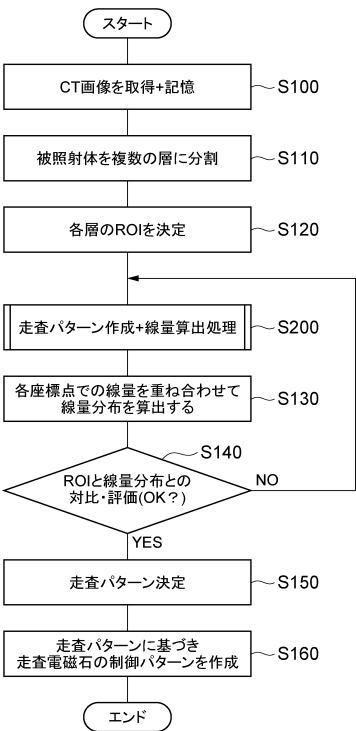 スタート
CT画像を取得+記憶
S100
被照射体を複数の層に分割
S110
各層のROIを決定
S120
走査パターン作成+線量算出処理
S200
各座標点での線量を重ね合わせて
線量分布を算出する
S130
S140
ROIと線量分布との
対比・評価(OK？)
NO
YES
走査パターン決定
S150
走査パターンに基づき
走査電磁石の制御パターンを作成
S160
エンド